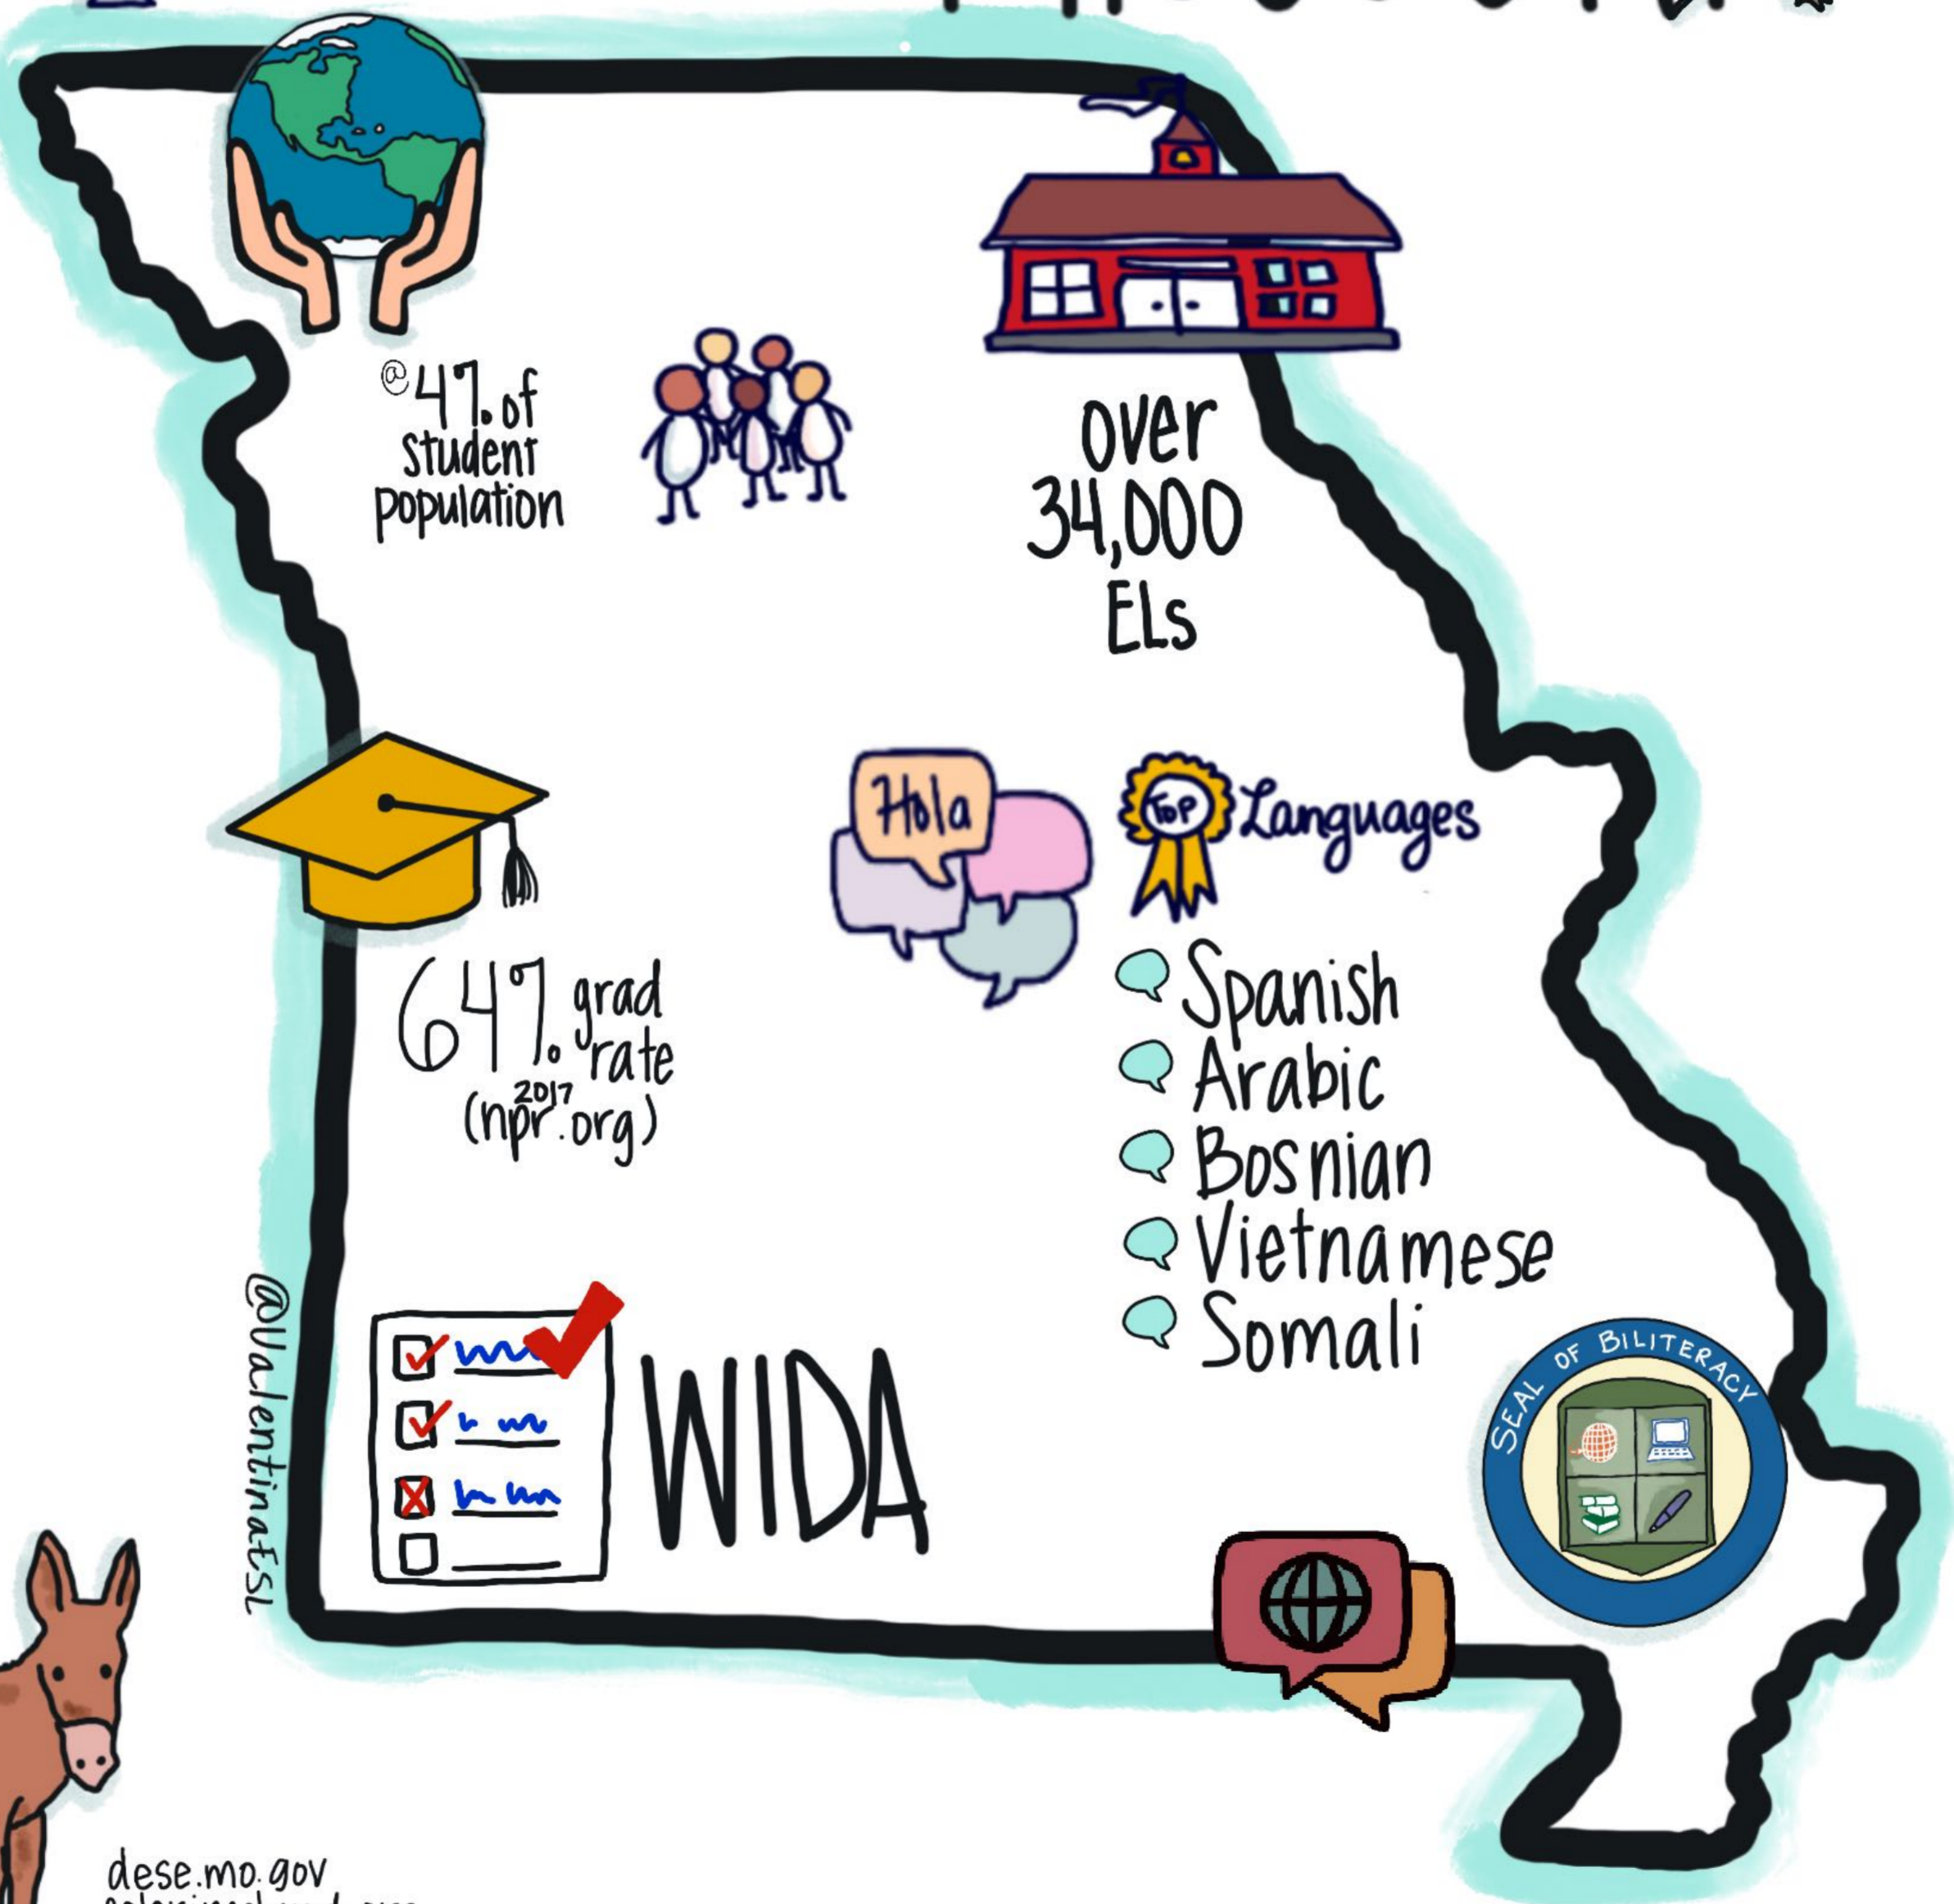 @ 4% of
student
population
over
34,000
ELs
Hola
TOP Languages
Spanish
Arabic
Bosnian
Vietnamese
Somali
64% grad
rate
2017
(npr.org)
WIDA
SEAL OF BILITERACY
@ValentinaESL
dese.mo.gov